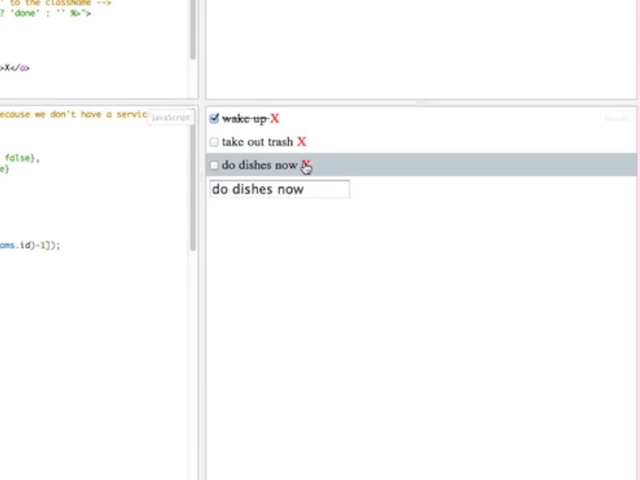 ' to the className -->
? 'done' : '' %>">
>X</a>
ecause we don't have a servic
JavaScript
false},
e}
oms.id)-1]);
wake up X
Result
take out trash X
do dishes now X
do dishes now